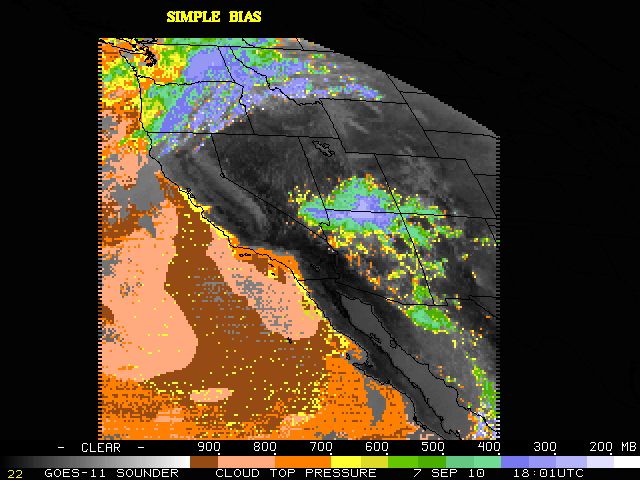 SIMPLE BIAS
- CLEAR 900 800 700 600 500 400 300 200 MB
22 GOES-11 SOUNDER CLOUD TOP PRESSURE 7 SEP 10 18:01UTC